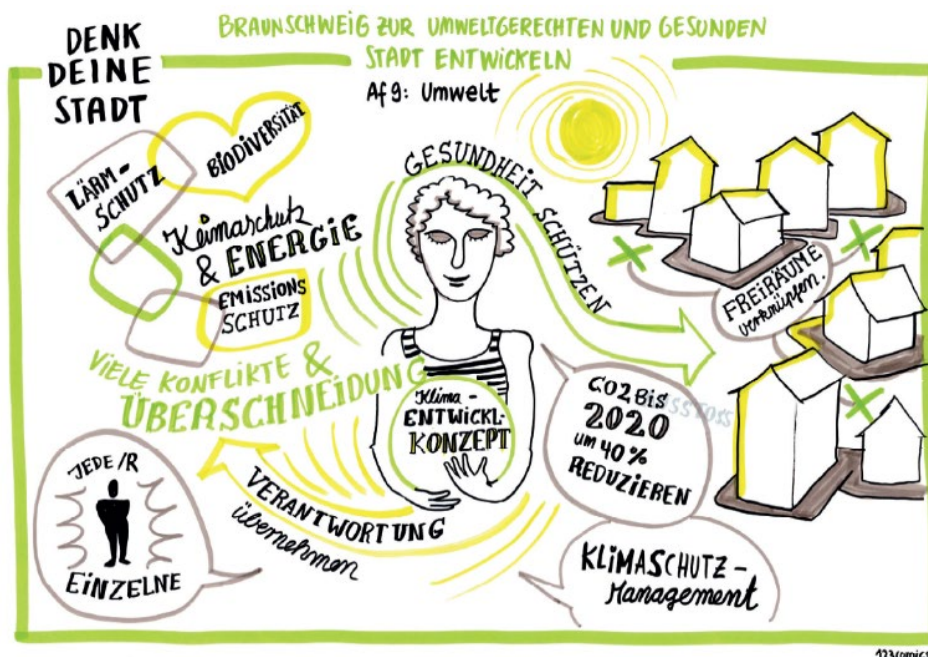 DENK
DEINE
STADT
BRAUNSCHWEIG ZUR UMWELTGERECHTEN UND GESUNDEN
STADT ENTWICKELN
Af 9: Umwelt
LÄRM-
SCHUTZ
BIODIVERSITÄT
Klimaschutz
& ENERGIE
EMISSIONS
SCHUTZ
VIELE KONFLIKTE &
ÜBERSCHNEIDUNG
GESUNDHEIT SCHÜTZEN
FREIRÄUME
verknüpfen.
Klima-
ENTWICKL-
KONZEPT
CO2 BIS
2020
um 40%
REDUZIEREN
JEDE/R
EINZELNE
VERANTWORTUNG
übernehmen
KLIMASCHUTZ-
Management
123comics